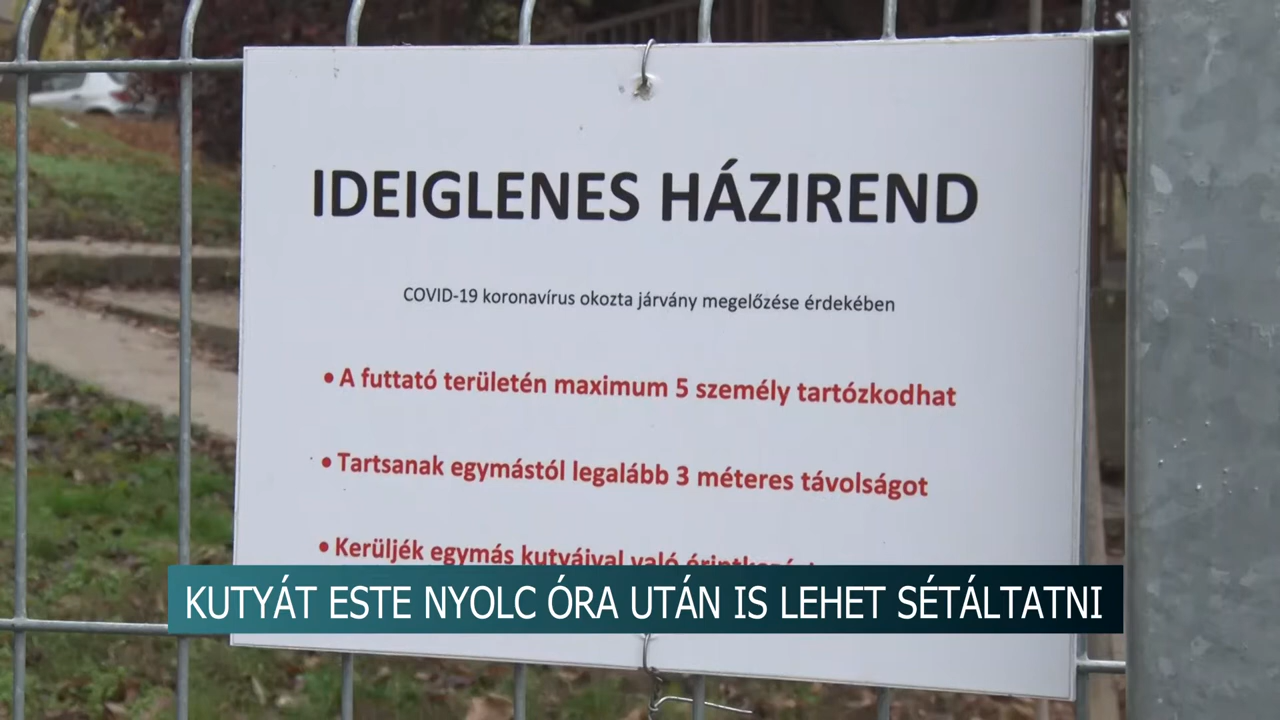 IDEIGLENES HÁZIREND
COVID-19 koronavírus okozta járvány megelőzése érdekében
• A futtató területén maximum 5 személy tartózkodhat
• Tartsanak egymástól legalább 3 méteres távolságot
• Kerüljék egymás kutyáival való
KUTYÁT ESTE NYOLC ÓRA UTÁN IS LEHET SÉTÁLTATNI